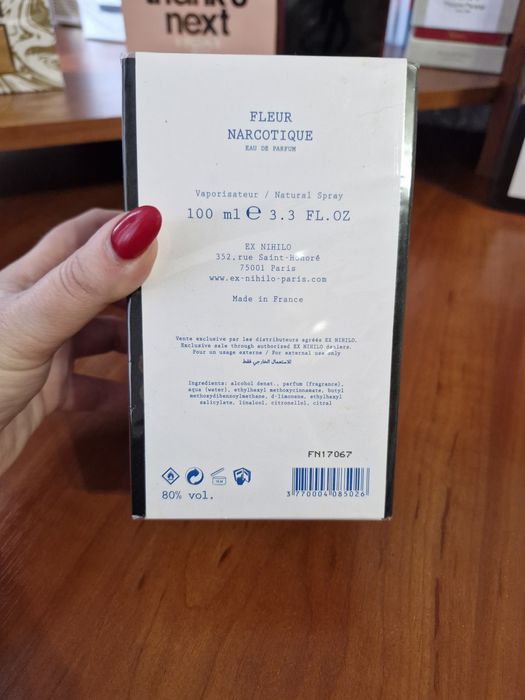 thank u
next
FLEUR
NARCOTIQUE
EAU DE PARFUM
Vaporisateur / Natural Spray
100 ml ℮ 3.3 FL.OZ
EX NIHILO
352, rue Saint-Honoré
75001 Paris
www.ex-nihilo-paris.com
Made in France
Vente exclusive par les distributeurs agréés EX NIHILO.
Exclusive sale through authorized EX NIHILO dealers.
Pour un usage externe / For external use only
للاستعمال الخارجي فقط
Ingredients: alcohol denat., parfum (fragrance),
aqua (water), ethylhexyl methoxycinnamate, butyl
methoxydibenzoylmethane, d-limonene, ethylhexyl
salicylate, linalool, citronellol, citral
FN17067
80% vol.
3770004085026